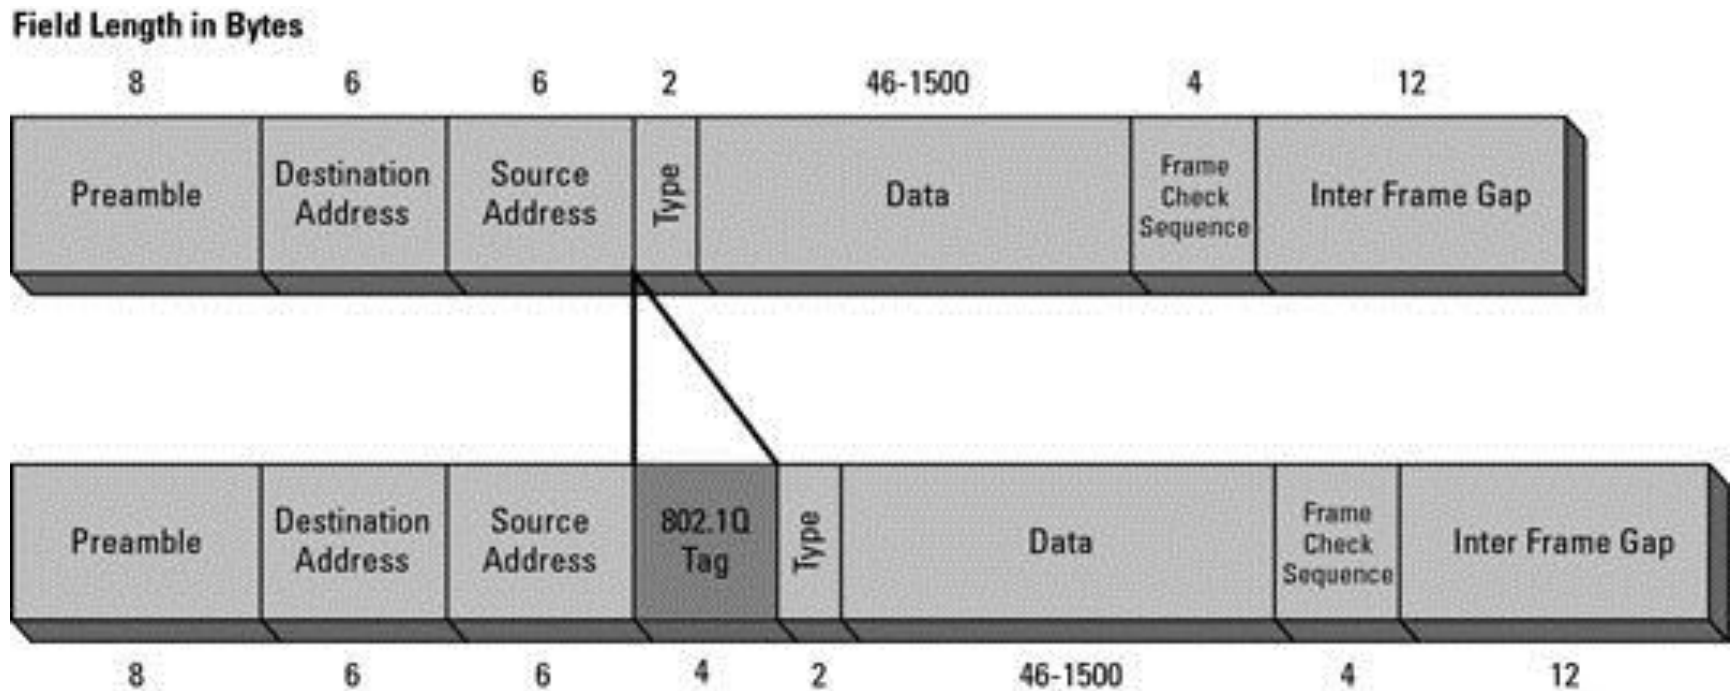 Field Length in Bytes
8 6 6 2 46-1500 4 12
Preamble
Destination
Address
Source
Address
Type
Data
Frame
Check
Sequence
Inter Frame Gap
Preamble
Destination
Address
Source
Address
802.1Q
Tag
Type
Data
Frame
Check
Sequence
Inter Frame Gap
8 6 6 4 2 46-1500 4 12